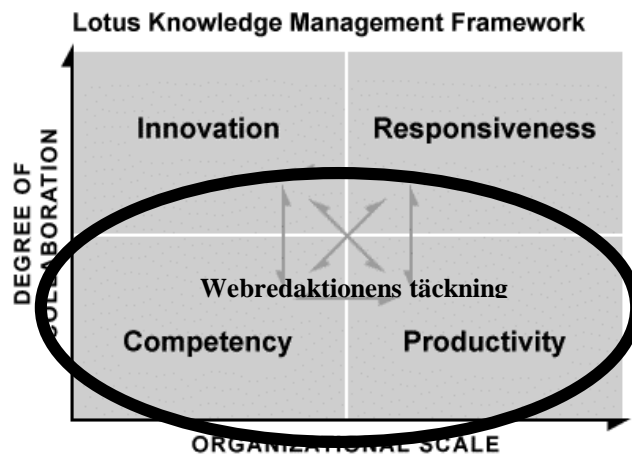 Lotus Knowledge Management Framework
Innovation
Responsiveness
DEGREE OF
COLLABORATION
Webredaktionens täckning
Competency
Productivity
ORGANIZATIONAL SCALE